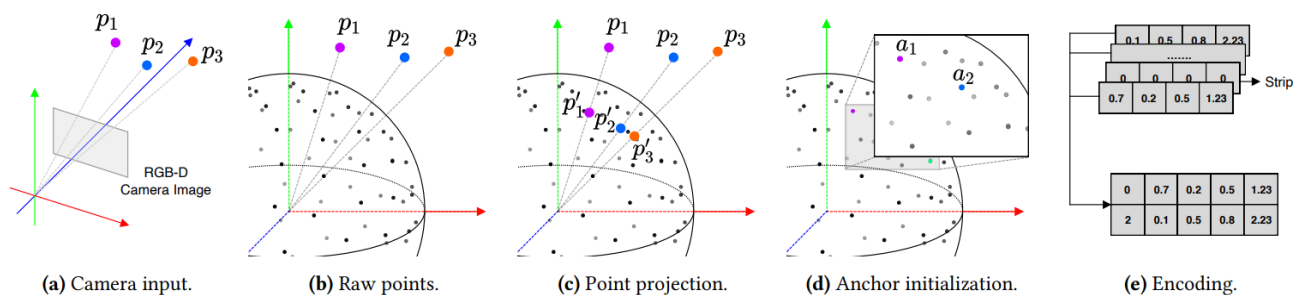 p1 p2 p3
RGB-D
Camera Image
(a) Camera input.
p1 p2 p3
(b) Raw points.
p1 p2 p3
p′1 p′2 p′3
(c) Point projection.
a1
a2
(d) Anchor initialization.
0.1 0.5 0.8 2.23
.......
0 0 0 0
Strip
0.7 0.2 0.5 1.23
0 0.7 0.2 0.5 1.23
2 0.1 0.5 0.8 2.23
(e) Encoding.